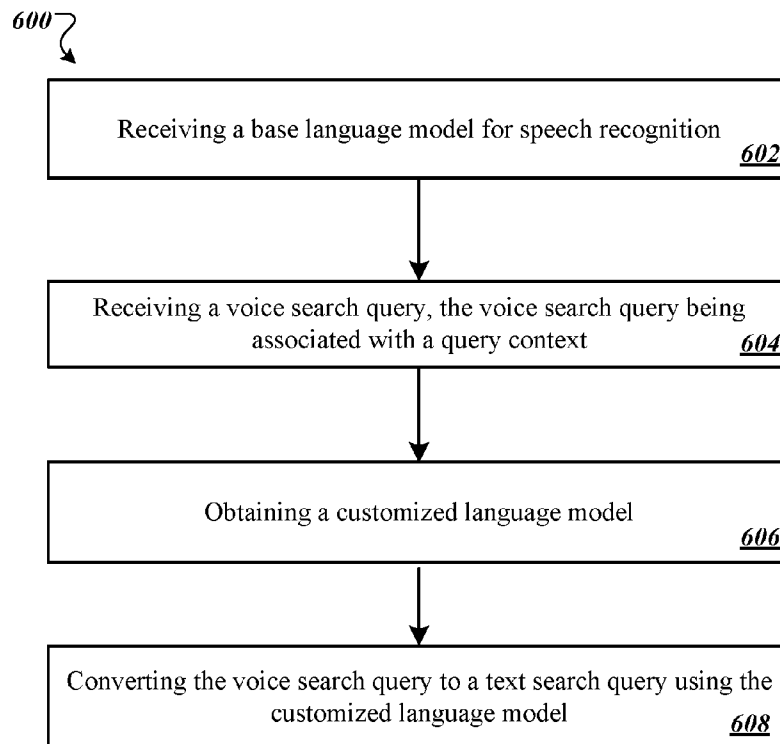 600
Receiving a base language model for speech recognition
602
Receiving a voice search query, the voice search query being
associated with a query context
604
Obtaining a customized language model
606
Converting the voice search query to a text search query using the
customized language model
608